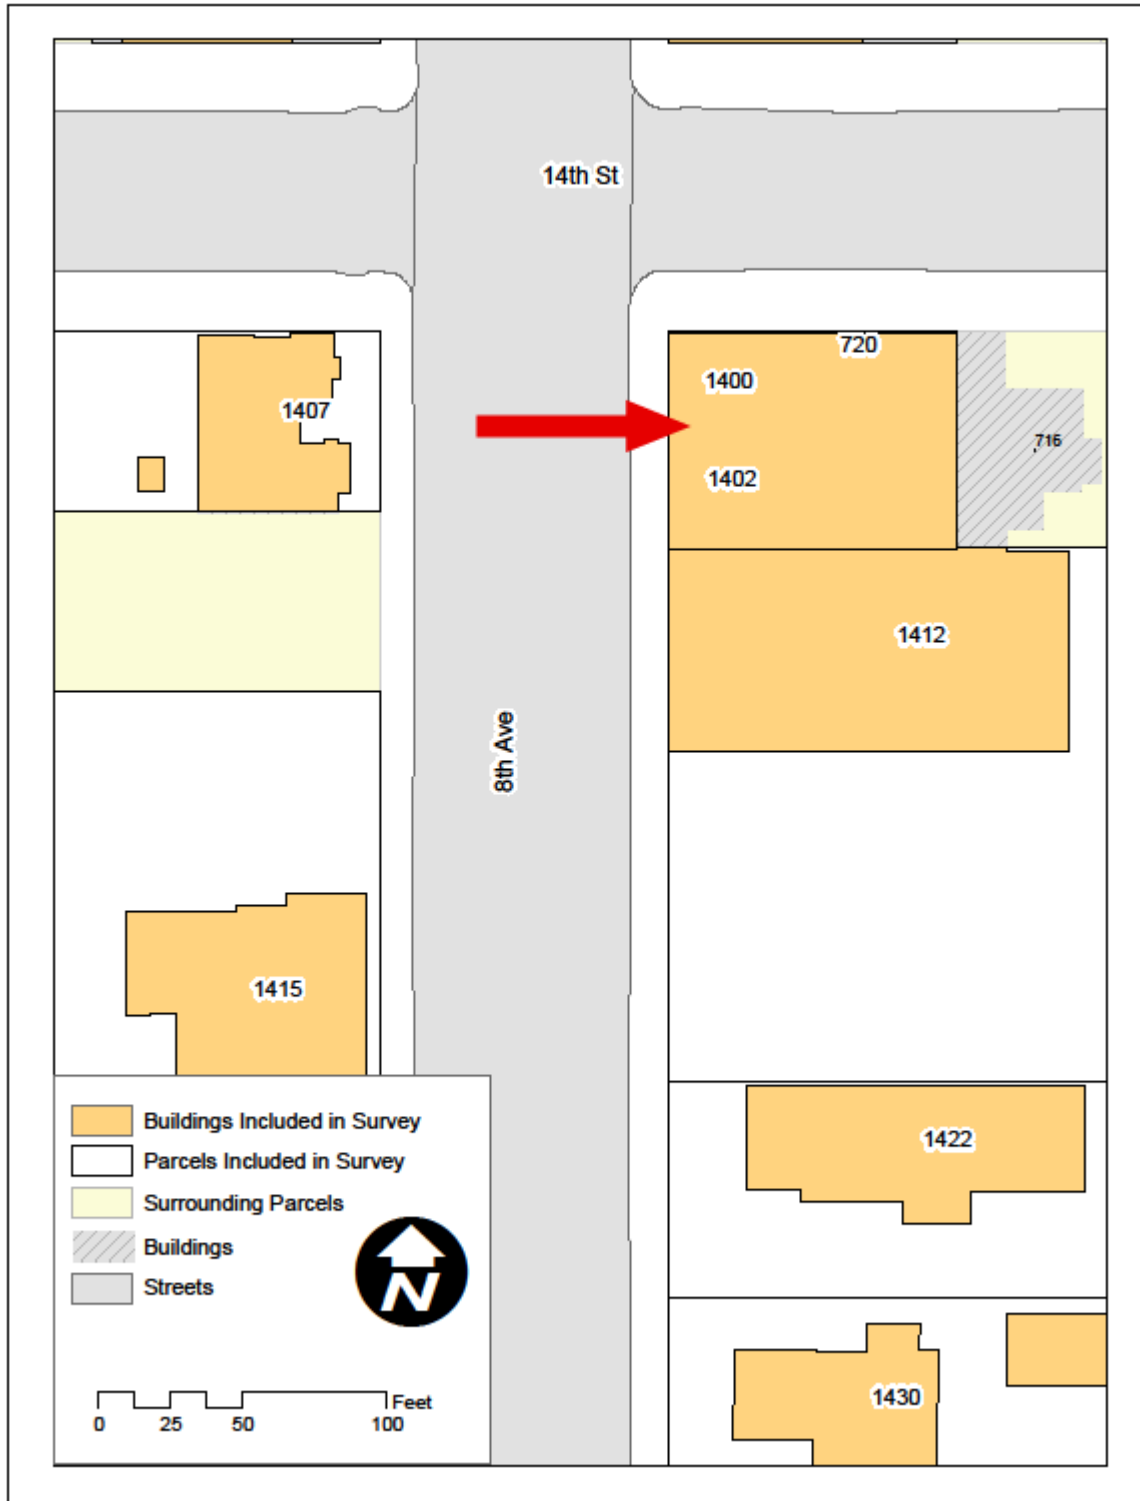 14th St
720
1400
1407
716
1402
1412
8th Ave
1415
1422
1430
Buildings Included in Survey
Parcels Included in Survey
Surrounding Parcels
Buildings
Streets
N
Feet
0 25 50 100